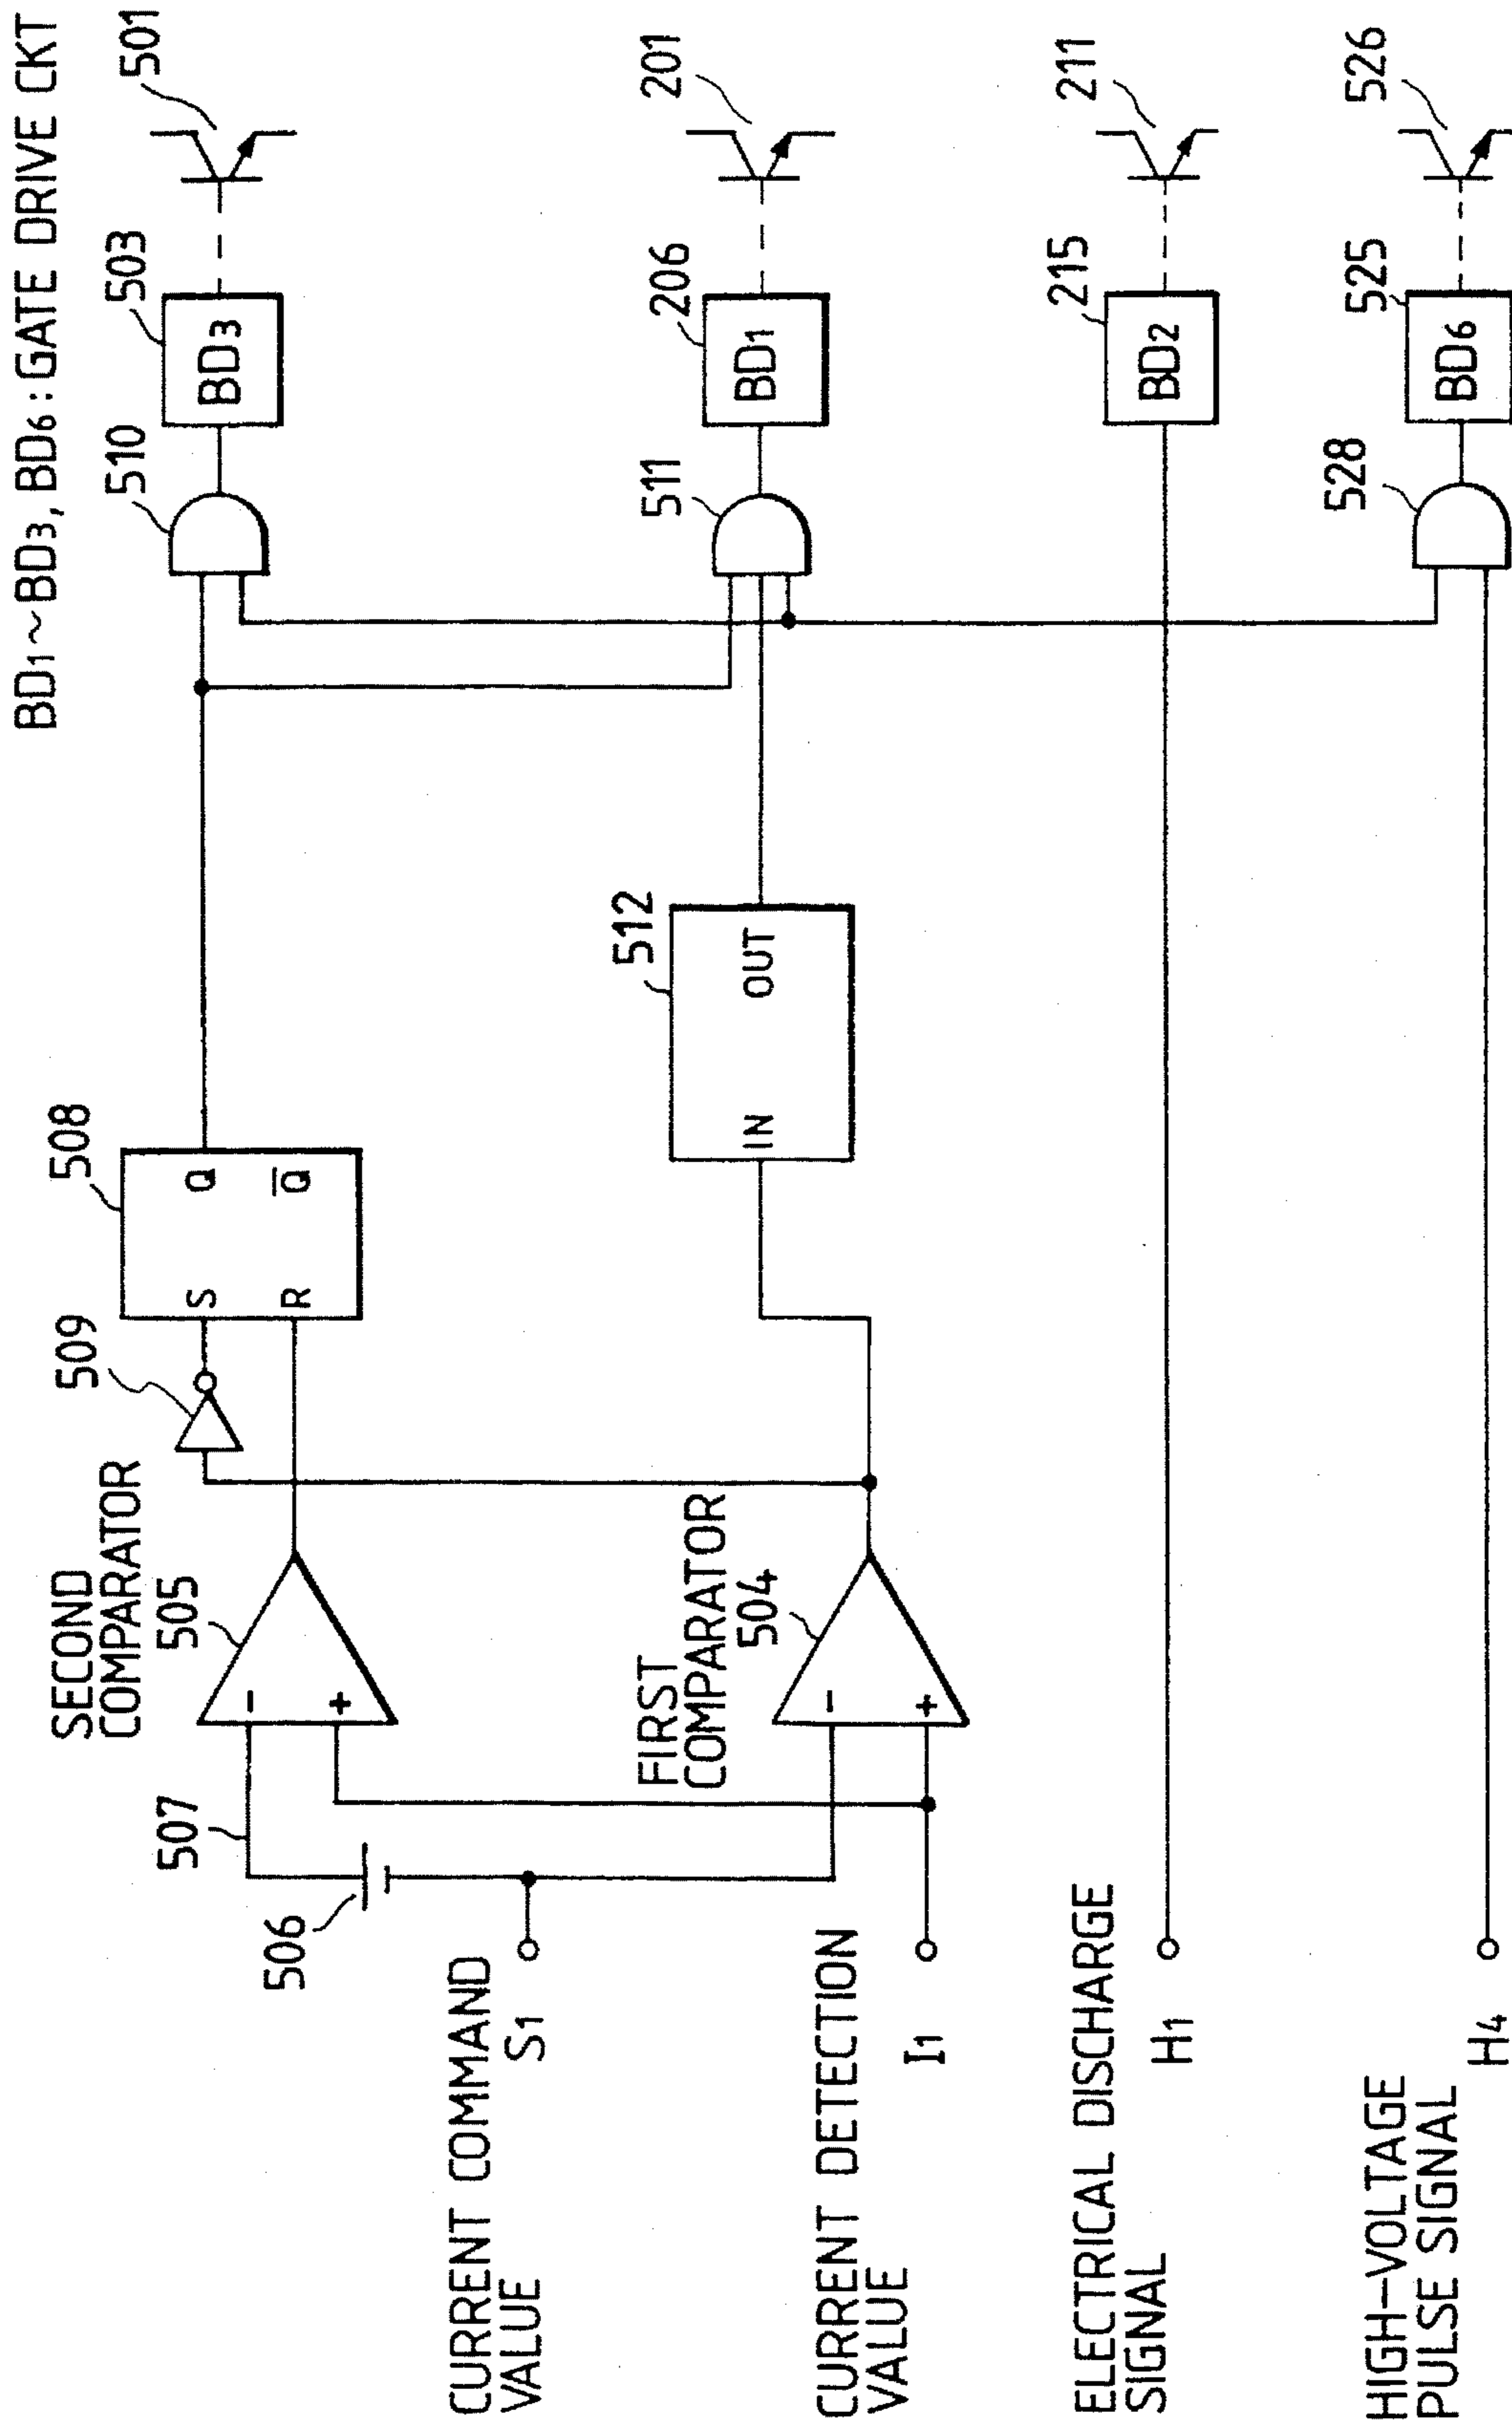 BD1~BD3, BD6 : GATE DRIVE CKT
SECOND
COMPARATOR
505
507
506
509
508
S
R
Q
Q̅
510
503
BD3
501
CURRENT COMMAND
VALUE
S1
FIRST
COMPARATOR
504
-
+
-
+
512
IN
OUT
511
206
BD1
201
CURRENT DETECTION
VALUE
I1
ELECTRICAL DISCHARGE
SIGNAL
H1
215
BD2
211
HIGH-VOLTAGE
PULSE SIGNAL
H4
528
525
BD6
526